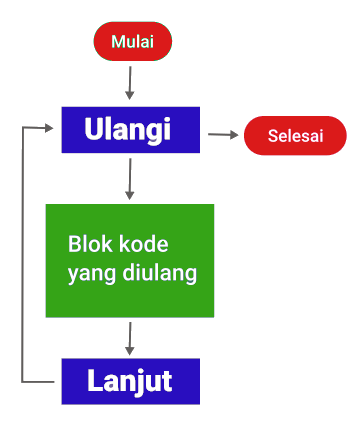 Mulai
Ulangi
Selesai
Blok kode
yang diulang
Lanjut